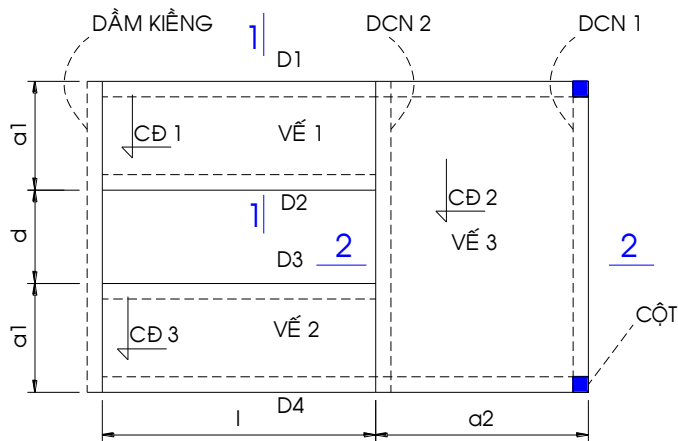 DẦM KIỀNG
1
D1
DCN 2
DCN 1
a1
CĐ 1
VẾ 1
1
D2
CĐ 2
d
D3
2
VẾ 3
2
a1
CĐ 3
VẾ 2
CỘT
D4
l
a2